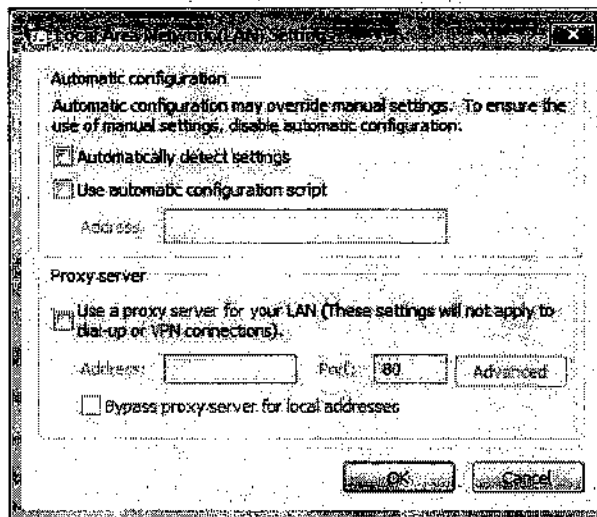 Local Area Network (LAN) Settings
Automatic configuration
Automatic configuration may override manual settings. To ensure the
use of manual settings, disable automatic configuration.
Automatically detect settings
Use automatic configuration script
Address
Proxy server
Use a proxy server for your LAN (These settings will not apply to
dial-up or VPN connections).
Address: Port: 80 Advanced
Bypass proxy server for local addresses
OK Cancel